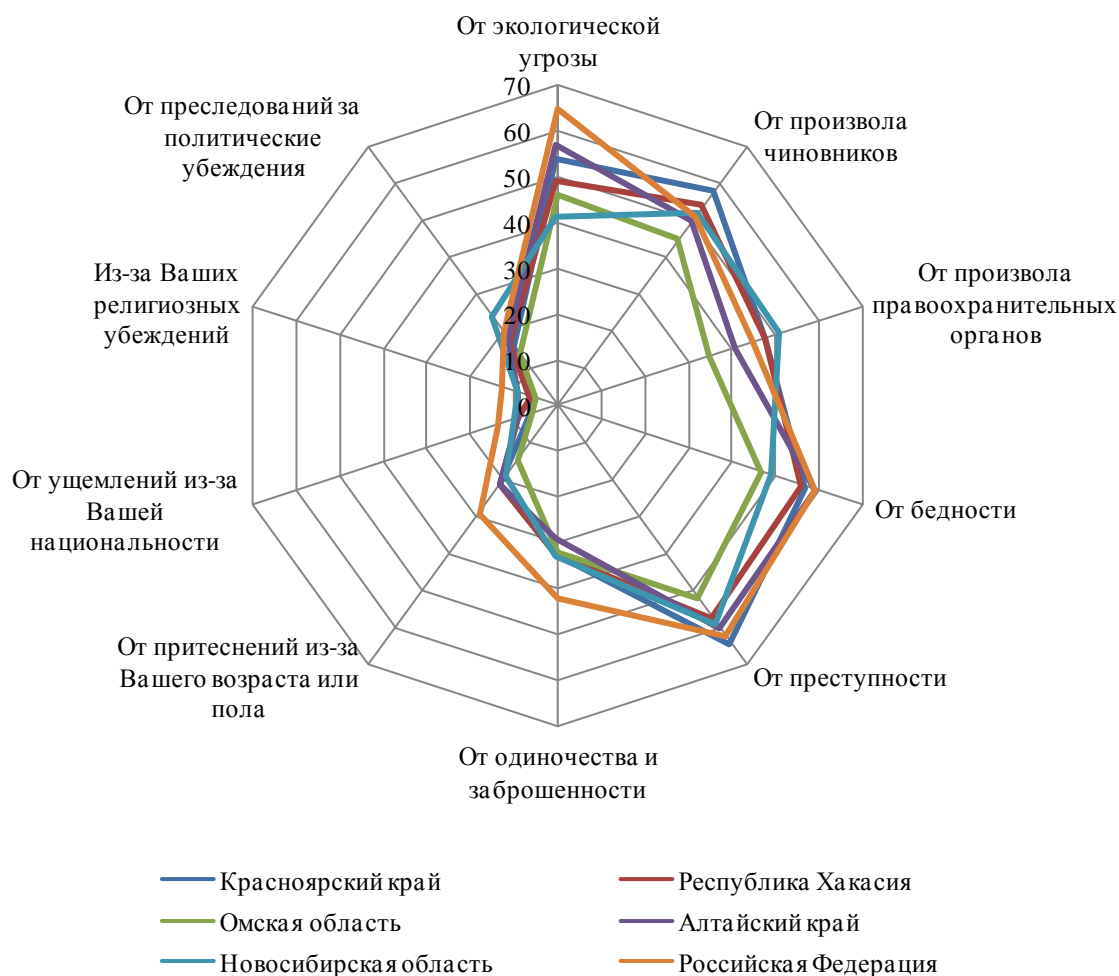 От экологической
угрозы
От произвола
чиновников
От произвола
правоохранительных
органов
От бедности
От преступности
От одиночества и
заброшенности
От притеснений из-за
Вашего возраста или
пола
От ущемлений из-за
Вашей
национальности
Из-за Ваших
религиозных
убеждений
От преследований за
политические
убеждения
70
60
50
40
30
20
10
0
Красноярский край
Республика Хакасия
Омская область
Алтайский край
Новосибирская область
Российская Федерация